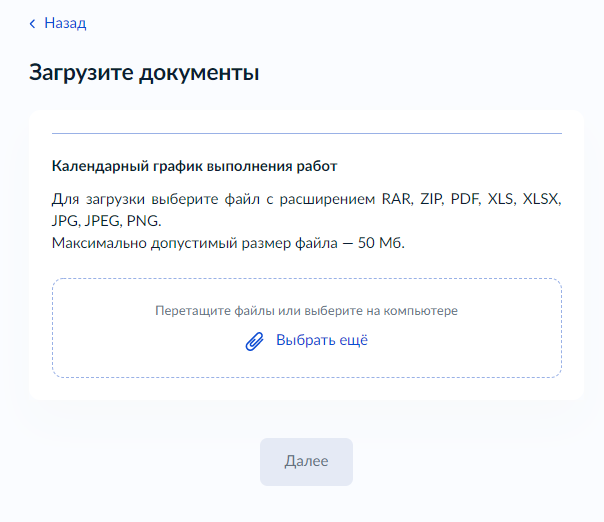 Назад
Загрузите документы
Календарный график выполнения работ
Для загрузки выберите файл с расширением RAR, ZIP, PDF, XLS, XLSX,
JPG, JPEG, PNG.
Максимально допустимый размер файла — 50 Мб.
Перетащите файлы или выберите на компьютере
Выбрать ещё
Далее